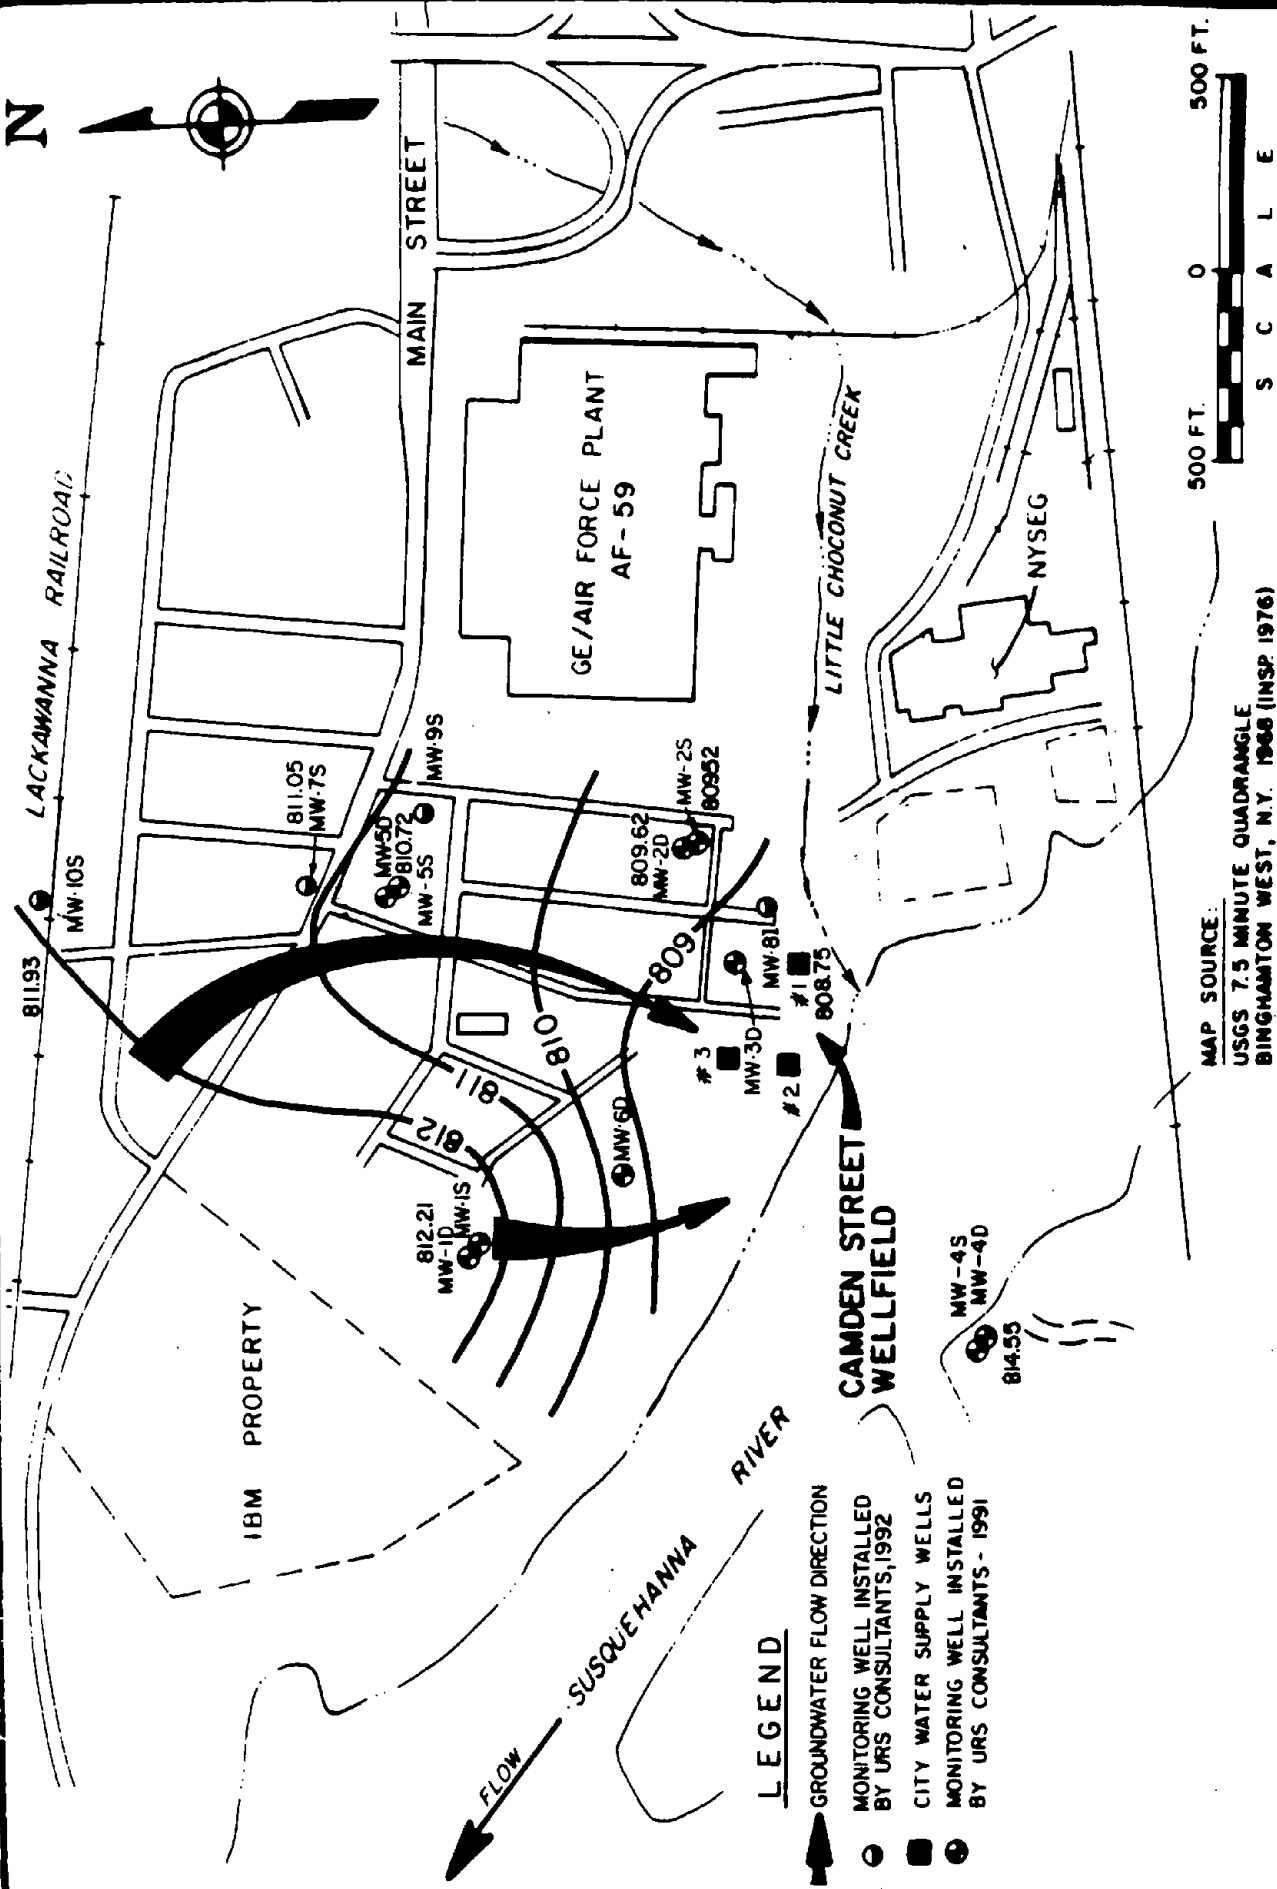 N
LACKAWANNA RAILROAD
MAIN STREET
GE/AIR FORCE PLANT
AF-59
LITTLE CHOCONUT CREEK
NYSEG
811.93
MW-10S
811.05
MW-7S
MW-9S
MW-5D
810.72
MW-5S
MW-2S
809.52
809.62
MW-2D
809
810
811
812
MW-8I
#1
808.75
#3
MW-3D
#2
MW-6D
812.21
MW-1D
MW-1S
IBM PROPERTY
CAMDEN STREET
WELLFIELD
MW-4S
MW-4D
814.55
SUSQUEHANNA RIVER
FLOW
LEGEND
GROUNDWATER FLOW DIRECTION
MONITORING WELL INSTALLED
BY URS CONSULTANTS, 1992
CITY WATER SUPPLY WELLS
MONITORING WELL INSTALLED
BY URS CONSULTANTS - 1991
MAP SOURCE:
USGS 7.5 MINUTE QUADRANGLE
BINGHAMTON WEST, N.Y. 1968 (INSP. 1976)
500 FT. 0 500 FT.
SCALE